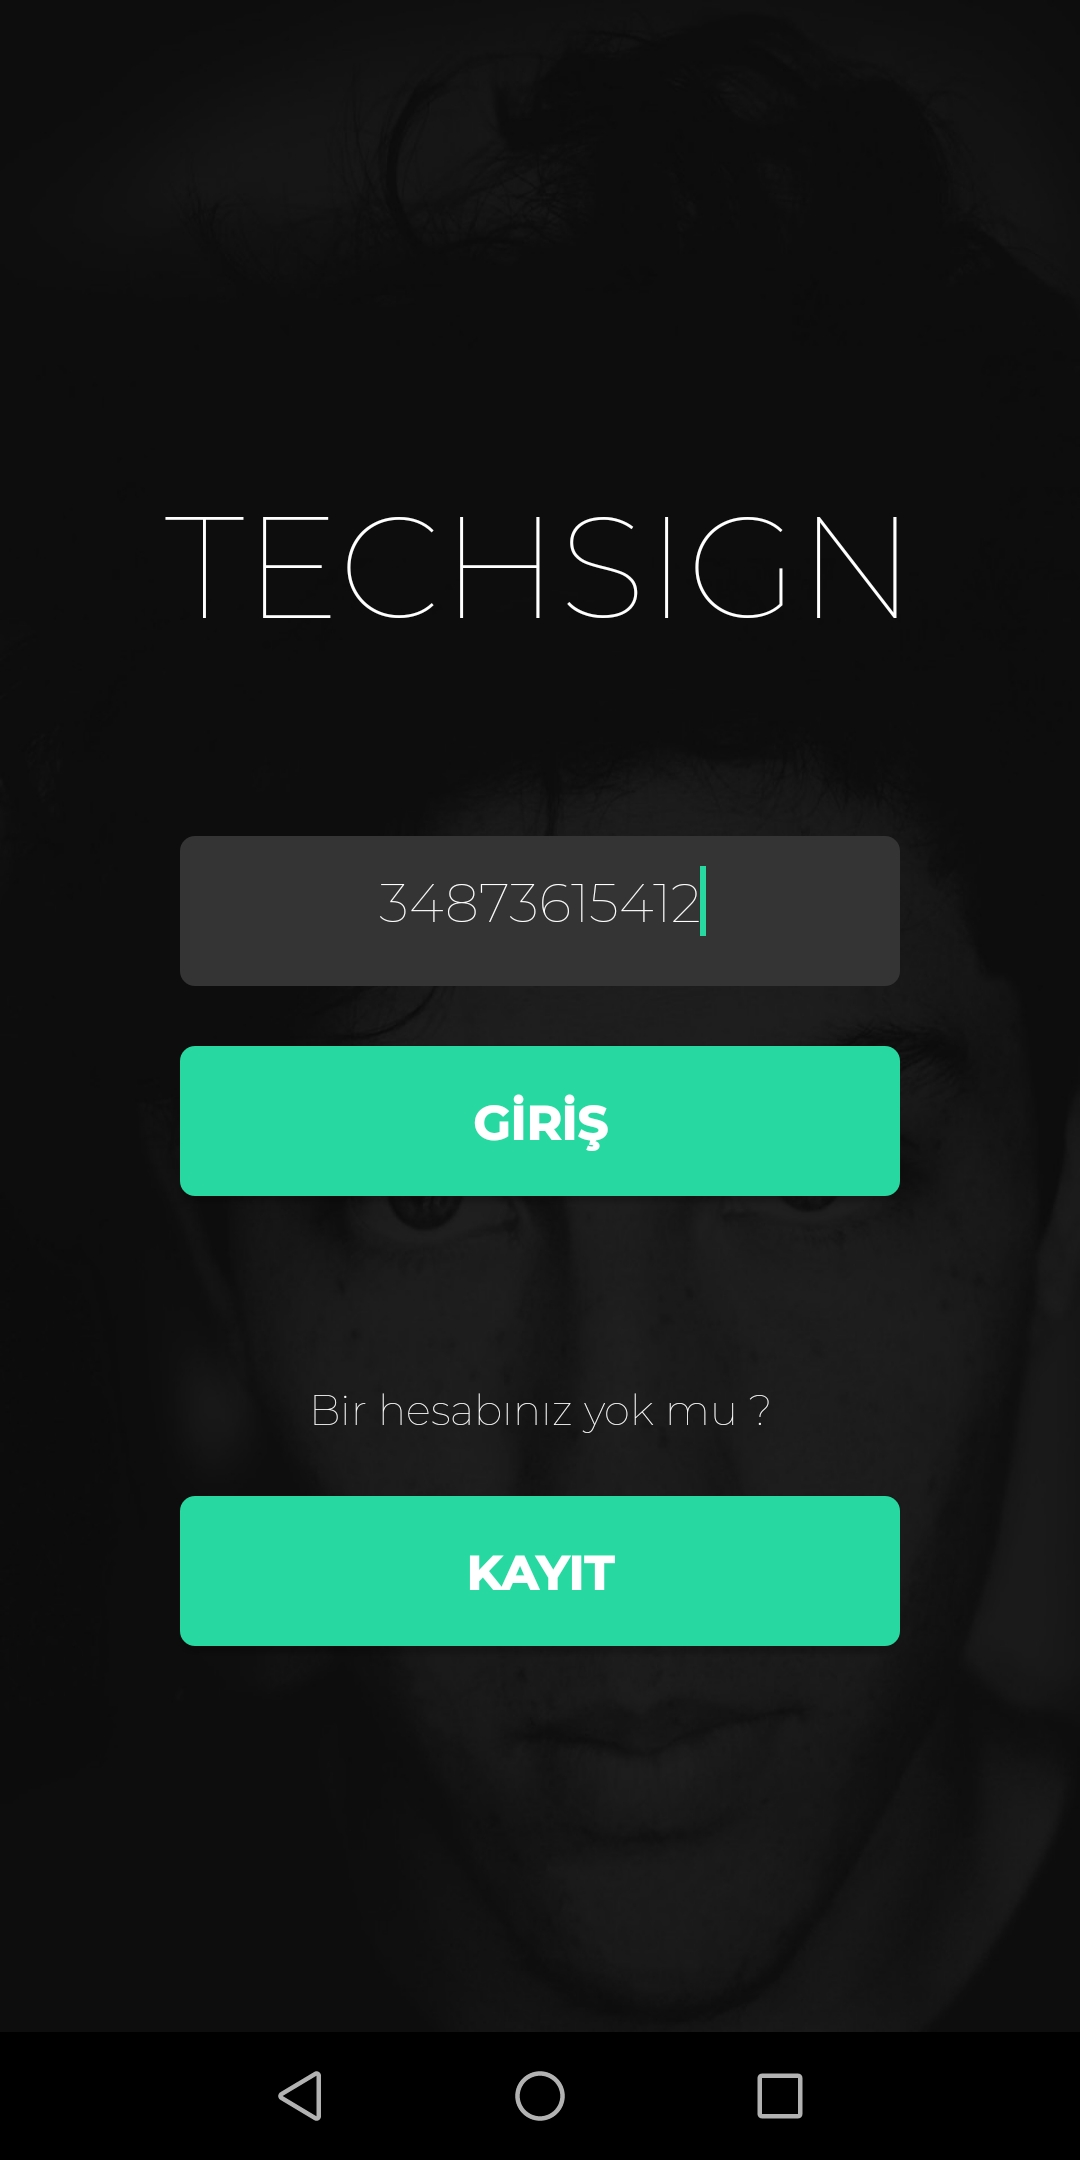 TECHSIGN
34873615412
GİRİŞ
Bir hesabınız yok mu ?
KAYIT